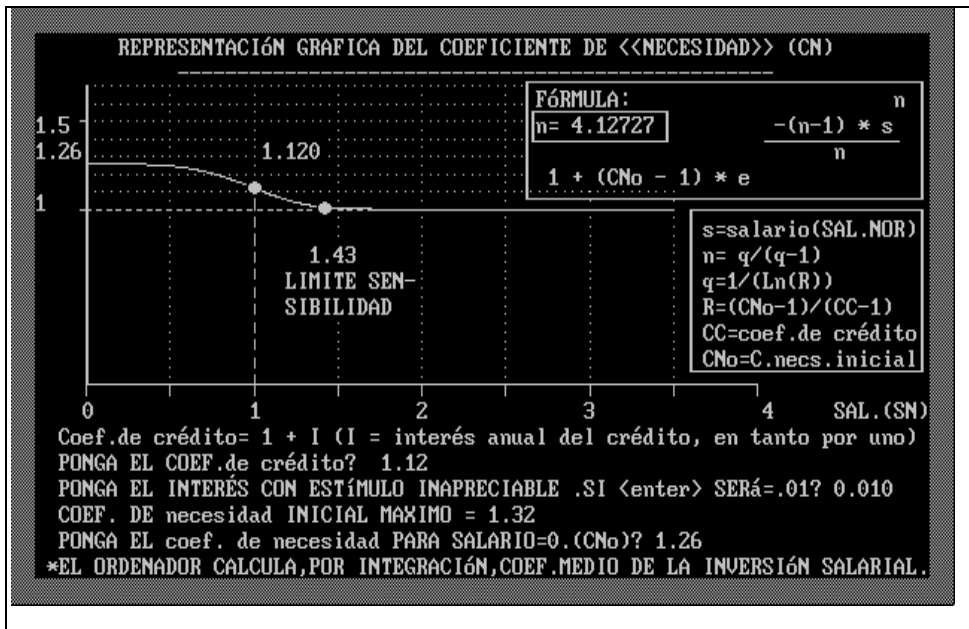 REPRESENTACIóN GRAFICA DEL COEFICIENTE DE <<NECESIDAD>> (CN)
FóRMULA:
n
n= 4.12727
-(n-1) * s
n
1 + (CNo - 1) * e
1.5
1.26
1.120
1
1.43
LIMITE SEN-
SIBILIDAD
s=salario(SAL.NOR)
n= q/(q-1)
q=1/(Ln(R))
R=(CNo-1)/(CC-1)
CC=coef.de crédito
CNo=C.necs.inicial
0 1 2 3 4 SAL.(SN)
Coef.de crédito= 1 + I (I = interés anual del crédito, en tanto por uno)
PONGA EL COEF.de crédito? 1.12
PONGA EL INTERÉS CON ESTíMULO INAPRECIABLE .SI <enter> SERá=.01? 0.010
COEF. DE necesidad INICIAL MAXIMO = 1.32
PONGA EL coef. de necesidad PARA SALARIO=0.(CNo)? 1.26
*EL ORDENADOR CALCULA,POR INTEGRACIóN,COEF.MEDIO DE LA INVERSIóN SALARIAL.